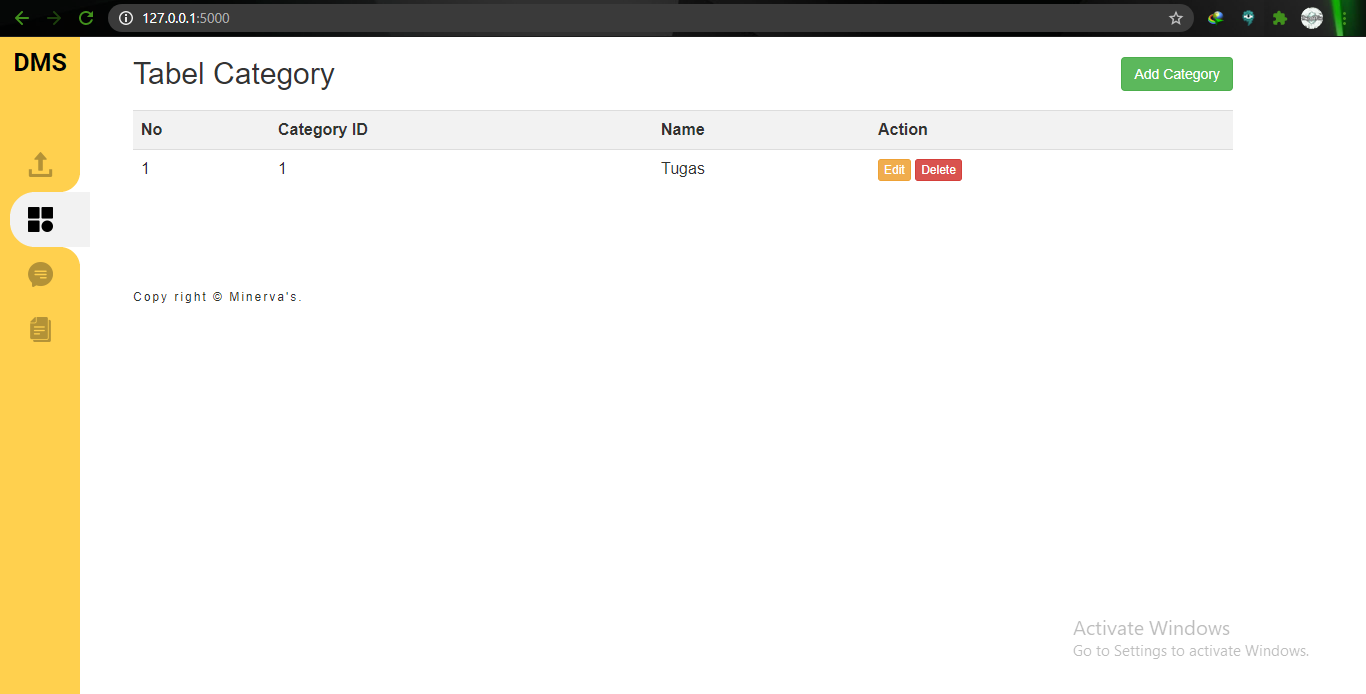 127.0.0.1:5000
DMS
Tabel Category
Add Category
No Category ID Name Action
1 1 Tugas Edit Delete
Copy right © Minerva's.
Activate Windows
Go to Settings to activate Windows.